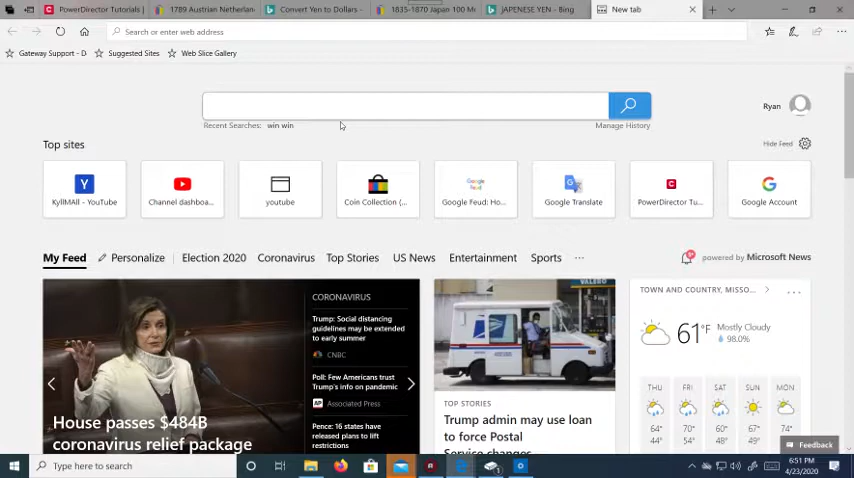 PowerDirector Tutorials |
1789 Austrian Netherlan
Convert Yen to Dollars -
1835-1870 Japan 100 M
JAPENESE YEN - Bing
New tab
Search or enter web address
Gateway Support - D
Suggested Sites
Web Slice Gallery
Ryan
Recent Searches: win win
Manage History
Top sites
Hide Feed
KyllMAll - YouTube
Channel dashboa...
youtube
Coin Collection (...
Google Feud
Google Feud: Ho...
Google Translate
PowerDirector Tu...
Google Account
My Feed
Personalize
Election 2020
Coronavirus
Top Stories
US News
Entertainment
Sports
...
powered by Microsoft News
CORONAVIRUS
Trump: Social distancing
guidelines may be extended
to early summer
CNBC
Poll: Few Americans trust
Trump's info on pandemic
AP Associated Press
Pence: 16 states have
released plans to lift
restrictions
House passes $484B
coronavirus relief package
VALERO
TOP STORIES
Trump admin may use loan
to force Postal
Service changes
TOWN AND COUNTRY, MISSO...
61°F
Mostly Cloudy
98.0%
THU
FRI
SAT
SUN
MON
64°
70°
60°
67°
74°
44°
54°
48°
49°
Feedback
Type here to search
6:51 PM
4/23/2020